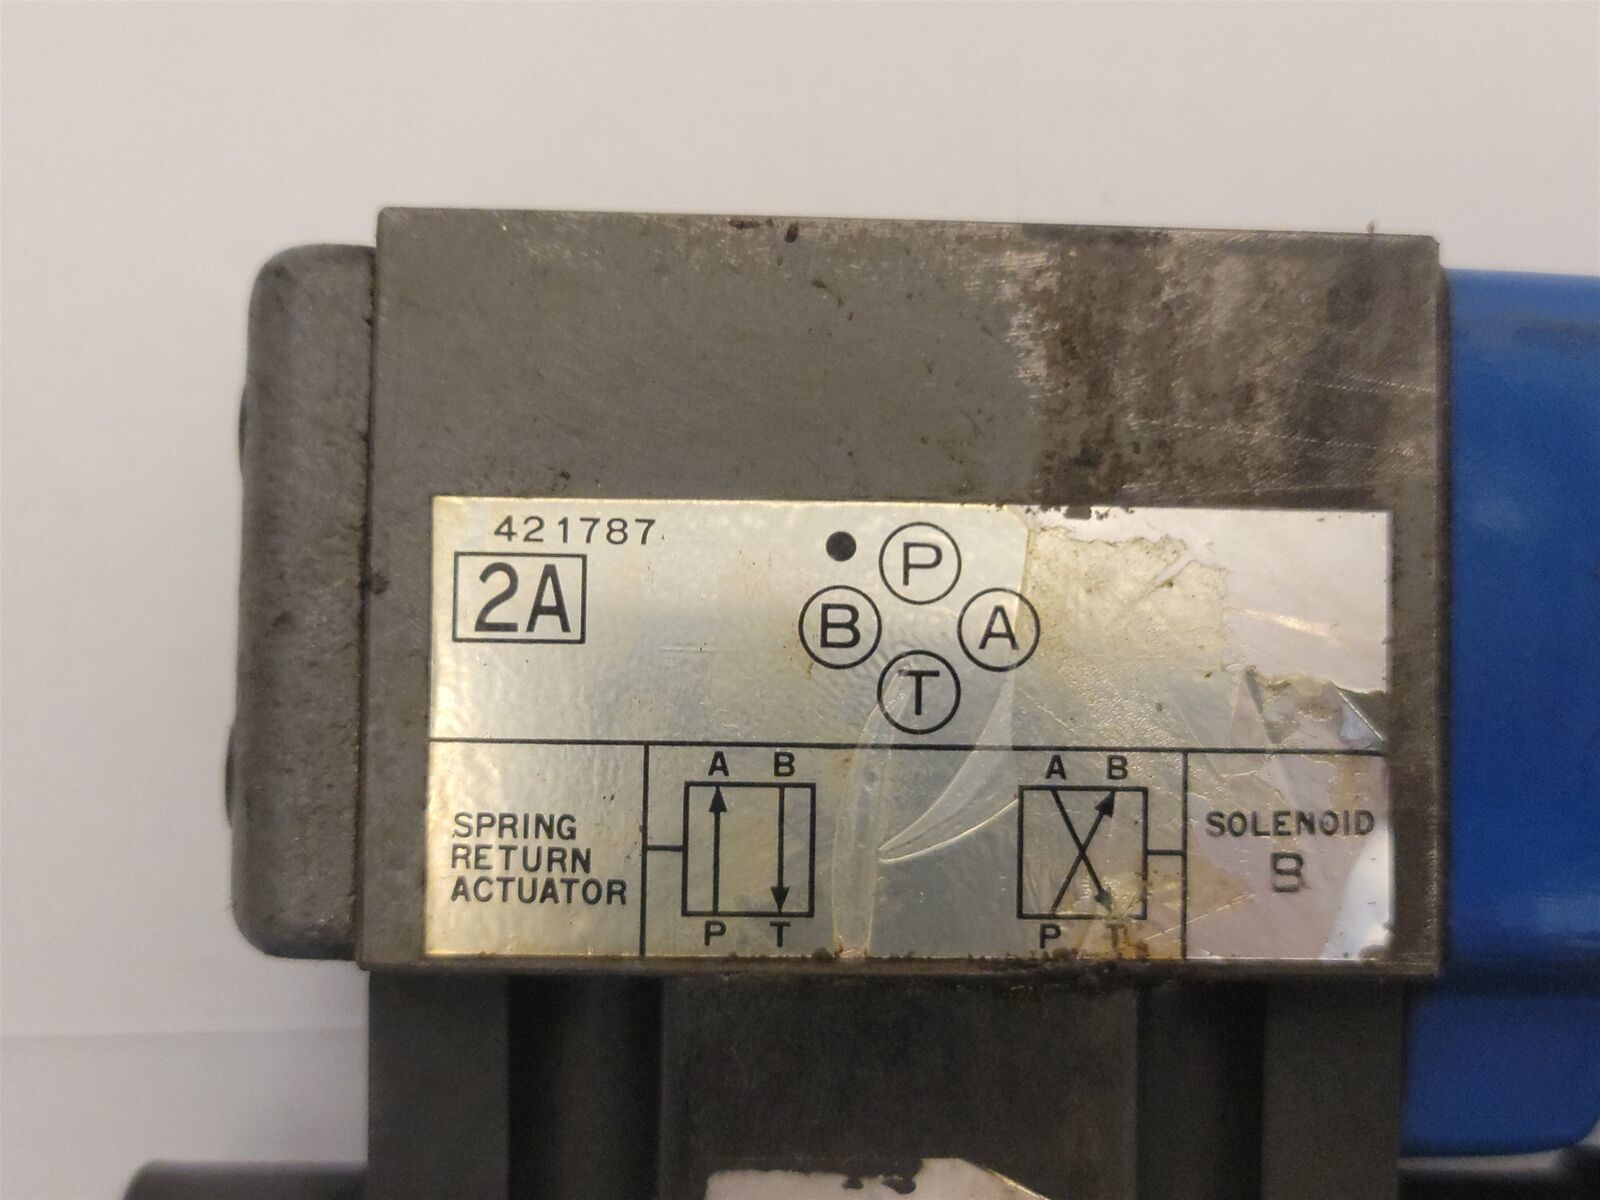 421787
2A
P
B A
T
A B
A B
SPRING
RETURN
ACTUATOR
SOLENOID
B
P T
P T